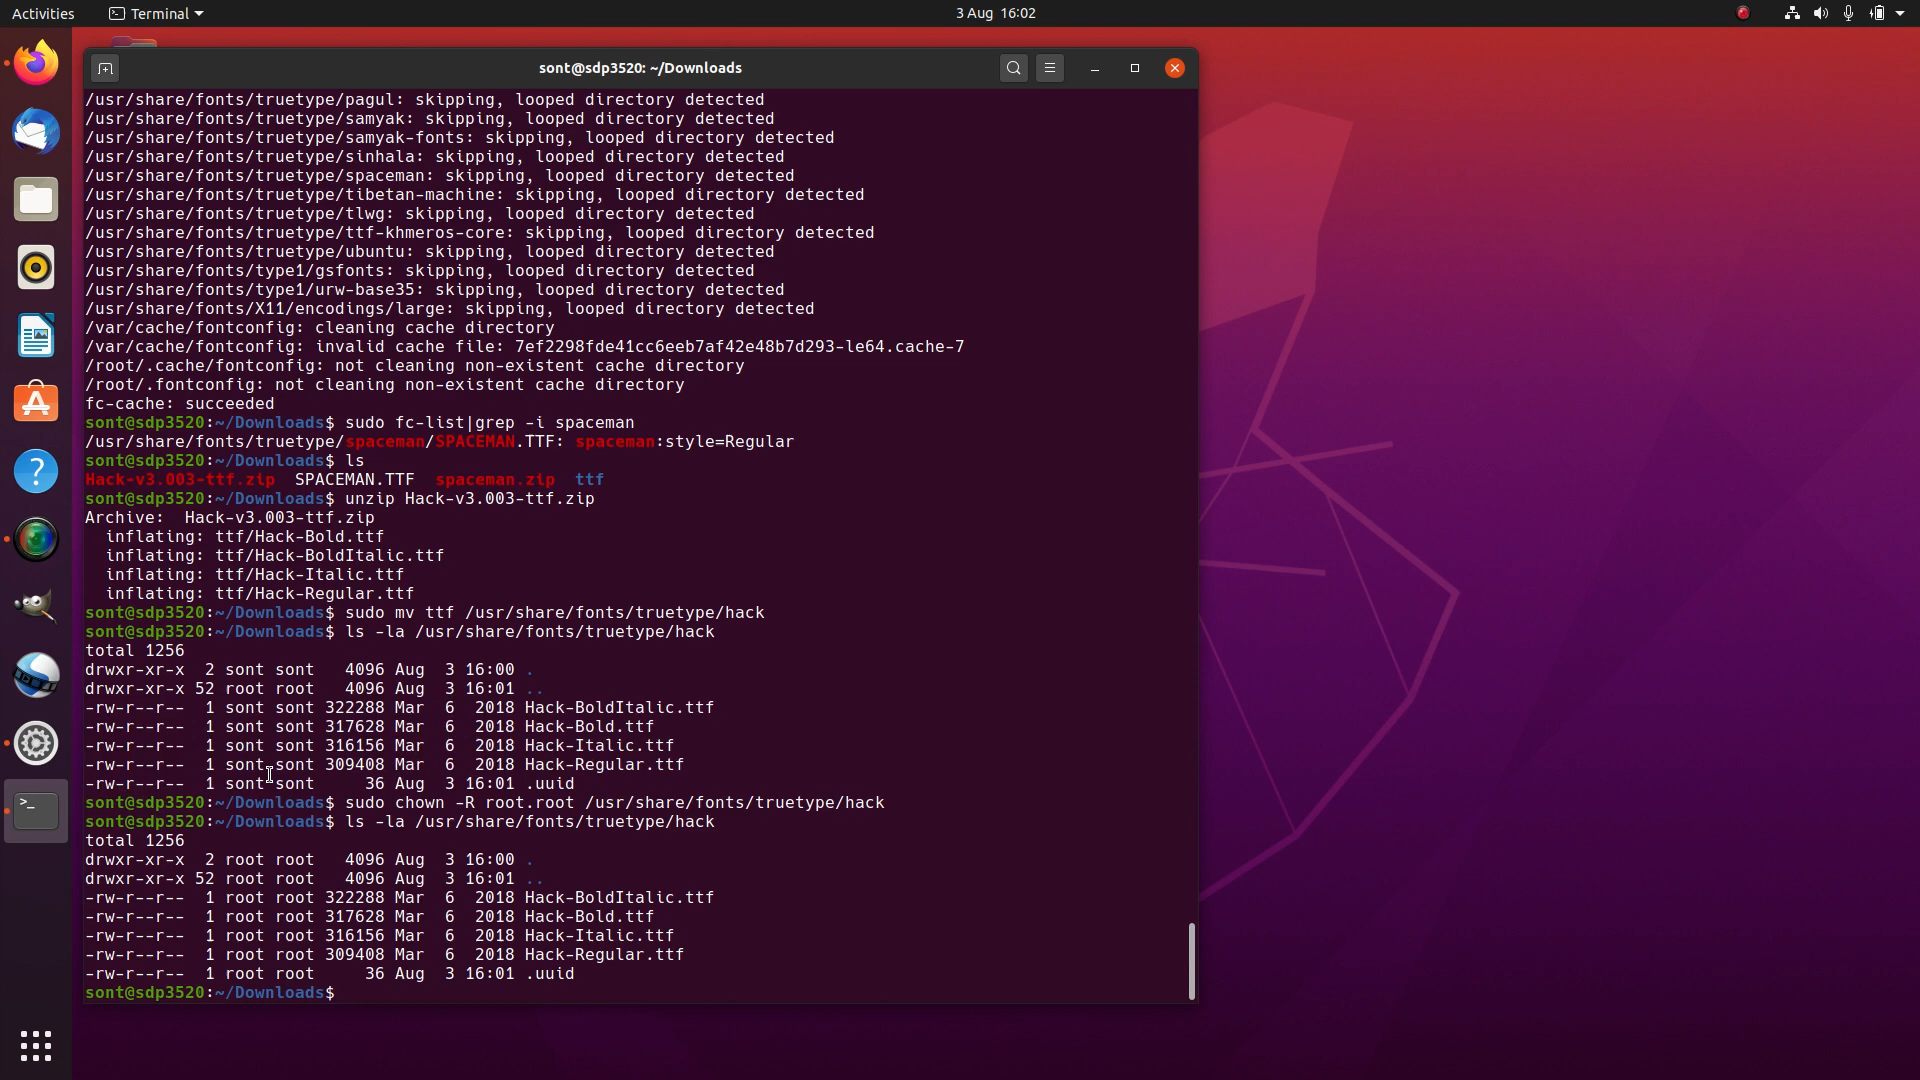 Activities
Terminal
3 Aug 16:02
sont@sdp3520: ~/Downloads
/usr/share/fonts/truetype/pagul: skipping, looped directory detected
/usr/share/fonts/truetype/samyak: skipping, looped directory detected
/usr/share/fonts/truetype/samyak-fonts: skipping, looped directory detected
/usr/share/fonts/truetype/sinhala: skipping, looped directory detected
/usr/share/fonts/truetype/spaceman: skipping, looped directory detected
/usr/share/fonts/truetype/tibetan-machine: skipping, looped directory detected
/usr/share/fonts/truetype/tlwg: skipping, looped directory detected
/usr/share/fonts/truetype/ttf-khmeros-core: skipping, looped directory detected
/usr/share/fonts/truetype/ubuntu: skipping, looped directory detected
/usr/share/fonts/type1/gsfonts: skipping, looped directory detected
/usr/share/fonts/type1/urw-base35: skipping, looped directory detected
/usr/share/fonts/X11/encodings/large: skipping, looped directory detected
/var/cache/fontconfig: cleaning cache directory
/var/cache/fontconfig: invalid cache file: 7ef2298fde41cc6eeb7af42e48b7d293-le64.cache-7
/root/.cache/fontconfig: not cleaning non-existent cache directory
/root/.fontconfig: not cleaning non-existent cache directory
fc-cache: succeeded
sont@sdp3520:~/Downloads$ sudo fc-list|grep -i spaceman
/usr/share/fonts/truetype/spaceman/SPACEMAN.TTF: spaceman:style=Regular
sont@sdp3520:~/Downloads$ ls
Hack-v3.003-ttf.zip  SPACEMAN.TTF  spaceman.zip  ttf
sont@sdp3520:~/Downloads$ unzip Hack-v3.003-ttf.zip
Archive:  Hack-v3.003-ttf.zip
  inflating: ttf/Hack-Bold.ttf
  inflating: ttf/Hack-BoldItalic.ttf
  inflating: ttf/Hack-Italic.ttf
  inflating: ttf/Hack-Regular.ttf
sont@sdp3520:~/Downloads$ sudo mv ttf /usr/share/fonts/truetype/hack
sont@sdp3520:~/Downloads$ ls -la /usr/share/fonts/truetype/hack
total 1256
drwxr-xr-x  2 sont sont   4096 Aug  3 16:00 .
drwxr-xr-x 52 root root   4096 Aug  3 16:01 ..
-rw-r--r--  1 sont sont 322288 Mar  6  2018 Hack-BoldItalic.ttf
-rw-r--r--  1 sont sont 317628 Mar  6  2018 Hack-Bold.ttf
-rw-r--r--  1 sont sont 316156 Mar  6  2018 Hack-Italic.ttf
-rw-r--r--  1 sont sont 309408 Mar  6  2018 Hack-Regular.ttf
-rw-r--r--  1 sont sont     36 Aug  3 16:01 .uuid
sont@sdp3520:~/Downloads$ sudo chown -R root.root /usr/share/fonts/truetype/hack
sont@sdp3520:~/Downloads$ ls -la /usr/share/fonts/truetype/hack
total 1256
drwxr-xr-x  2 root root   4096 Aug  3 16:00 .
drwxr-xr-x 52 root root   4096 Aug  3 16:01 ..
-rw-r--r--  1 root root 322288 Mar  6  2018 Hack-BoldItalic.ttf
-rw-r--r--  1 root root 317628 Mar  6  2018 Hack-Bold.ttf
-rw-r--r--  1 root root 316156 Mar  6  2018 Hack-Italic.ttf
-rw-r--r--  1 root root 309408 Mar  6  2018 Hack-Regular.ttf
-rw-r--r--  1 root root     36 Aug  3 16:01 .uuid
sont@sdp3520:~/Downloads$